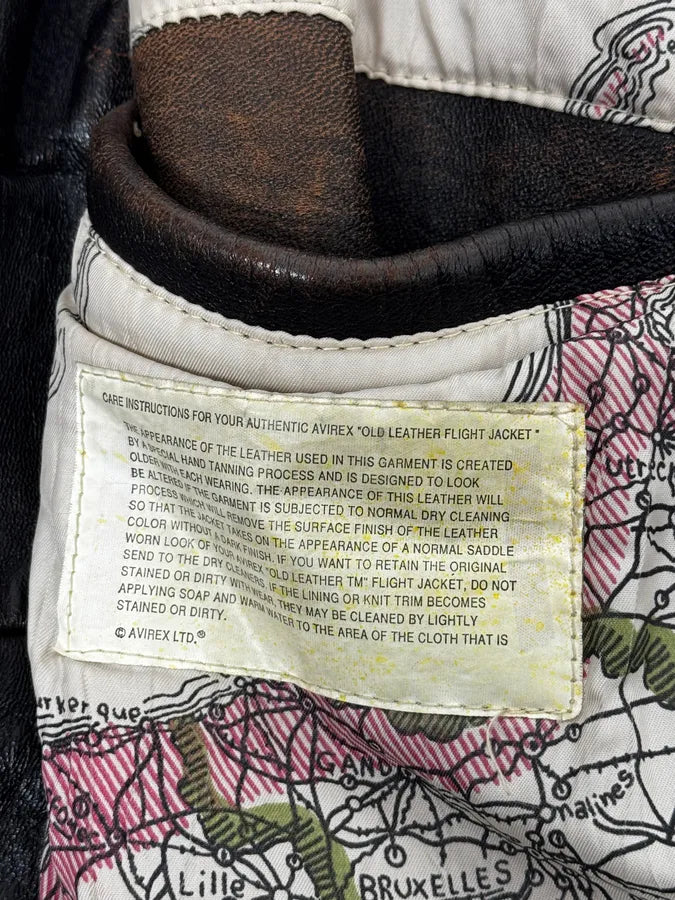 CARE INSTRUCTIONS FOR YOUR AUTHENTIC AVIREX "OLD LEATHER FLIGHT JACKET"
THE APPEARANCE OF THE LEATHER USED IN THIS GARMENT IS CREATED
BY A SPECIAL HAND TANNING PROCESS AND IS DESIGNED TO LOOK
OLDER WITH EACH WEARING. THE APPEARANCE OF THIS LEATHER WILL
BE ALTERED IF THE GARMENT IS SUBJECTED TO NORMAL DRY CLEANING
PROCESS WHICH WILL REMOVE THE SURFACE FINISH OF THE LEATHER
SO THAT THE JACKET TAKES ON THE APPEARANCE OF A NORMAL SADDLE
COLOR WITHOUT A DARK FINISH. IF YOU WANT TO RETAIN THE ORIGINAL
WORN LOOK OF YOUR AVIREX "OLD LEATHER TM" FLIGHT JACKET, DO NOT
SEND TO THE DRY CLEANERS. IF THE LINING OR KNIT TRIM BECOMES
STAINED OR DIRTY WITH WEAR, THEY MAY BE CLEANED BY LIGHTLY
APPLYING SOAP AND WARM WATER TO THE AREA OF THE CLOTH THAT IS
STAINED OR DIRTY.
© AVIREX LTD.®
utrec
urkerque
GAND
malines
Lille
BRUXELLES